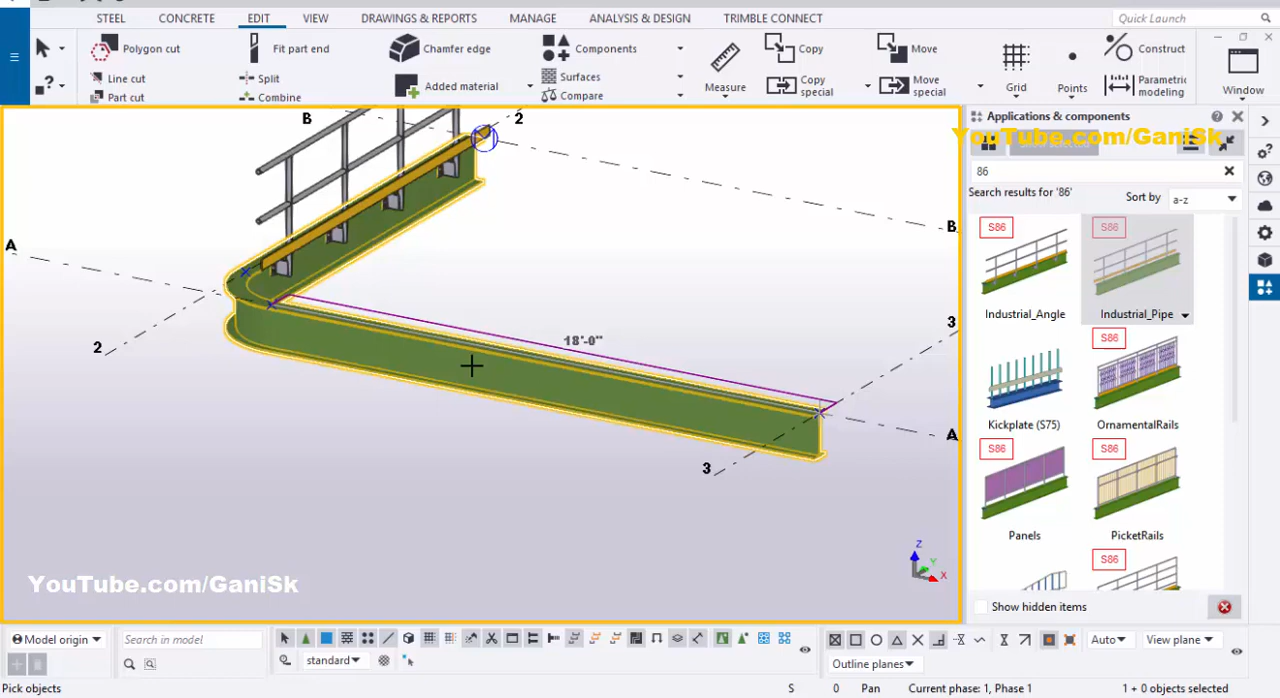 STEEL CONCRETE EDIT VIEW DRAWINGS & REPORTS MANAGE ANALYSIS & DESIGN TRIMBLE CONNECT Quick Launch
Polygon cut Fit part end Chamfer edge Components Copy Move Construct
Line cut Split Added material Surfaces Measure Copy special Move special Grid Points Parametric modeling Window
Part cut Combine Compare
Applications & components
YouTube.com/GaniSk
86
Search results for '86'
Sort by a-z
S86 S86
Industrial_Angle Industrial_Pipe
S86
Kickplate (S75) OrnamentalRails
S86 S86
Panels PicketRails
S86
Show hidden items
B 2
A B
2 18'-0" 3
A
3
Z
Y
X
YouTube.com/GaniSk
Model origin Search in model
standard Auto View plane
Outline planes
Pick objects S 0 Pan Current phase: 1, Phase 1 1 + 0 objects selected